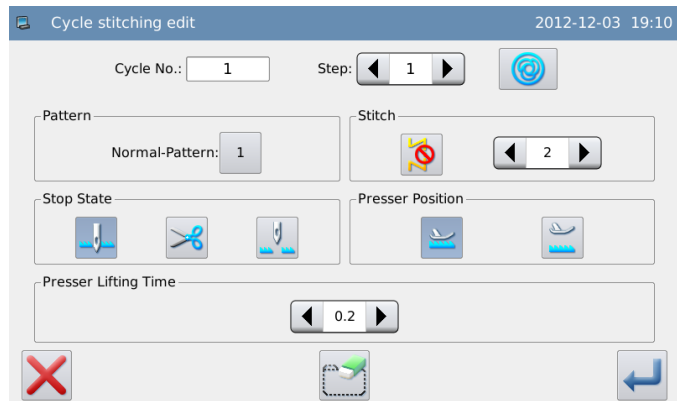 Cycle stitching edit 2012-12-03 19:10
Cycle No.: 1 Step: 1
Pattern Stitch
Normal-Pattern: 1 2
Stop State Presser Position
Presser Lifting Time
0.2